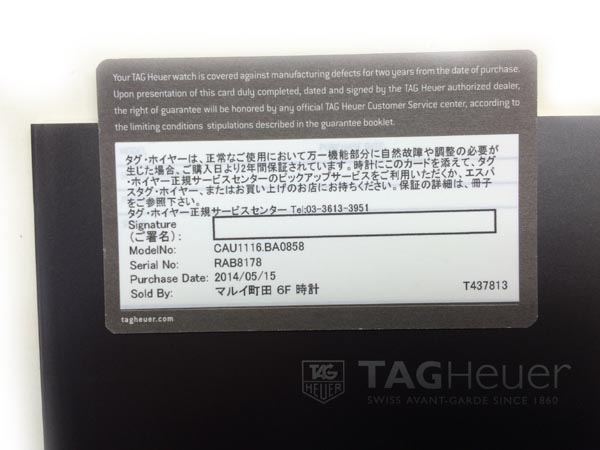 Your TAG Heuer watch is covered against manufacturing defects for two years from the date of purchase.
Upon presentation of this card duly completed, dated and signed by the TAG Heuer authorized dealer,
the right of guarantee will be honored by any official TAG Heuer Customer Service center, according to
the limiting conditions stipulations described in the guarantee booklet.
タグ・ホイヤーは、正常なご使用において万一機能部分に自然故障や調整の必要が
生じた場合、ご購入日より2年間保証されています。時計にこのカードを添えて、タグ
・ホイヤー正規サービスセンターのピックアップサービスをご利用いただくか、エスパ
スタグ・ホイヤー、またはお買い上げのお店にお持ちください。保証の詳細は、冊子
をご参照下さい。
タグ・ホイヤー正規サービスセンター Tel:03-3613-3951
Signature
(ご署名):
ModelNo: CAU1116.BA0858
Serial No: RAB8178
Purchase Date: 2014/05/15
Sold By: マルイ町田 6F 時計 T437813
tagheuer.com
TAG HEUER
TAGHeuer
SWISS AVANT-GARDE SINCE 1860